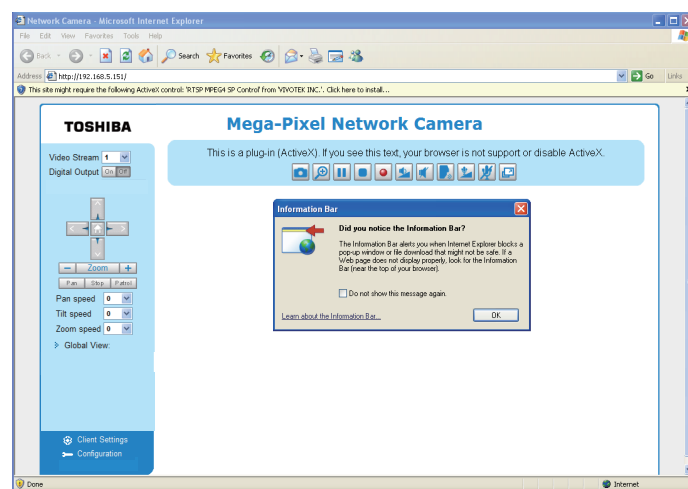 Network Camera - Microsoft Internet Explorer
File Edit View Favorites Tools Help
Back Search Favorites
Address http://192.168.5.151/ Go Links
This site might require the following ActiveX control: 'RTSP MPEG4 SP Control' from 'VIVOTEK INC.'. Click here to install...
TOSHIBA
Mega-Pixel Network Camera
Video Stream 1
Digital Output On Off
This is a plug-in (ActiveX). If you see this text, your browser is not support or disable ActiveX.
Zoom
Pan Stop Patrol
Pan speed 0
Tilt speed 0
Zoom speed 0
Global View:
Client Settings
Configuration
Information Bar
Did you notice the Information Bar?
The Information Bar alerts you when Internet Explorer blocks a
pop-up window or file download that might not be safe. If a
Web page does not display properly, look for the Information
Bar (near the top of your browser).
Do not show this message again.
Learn about the Information Bar...
OK
Done Internet